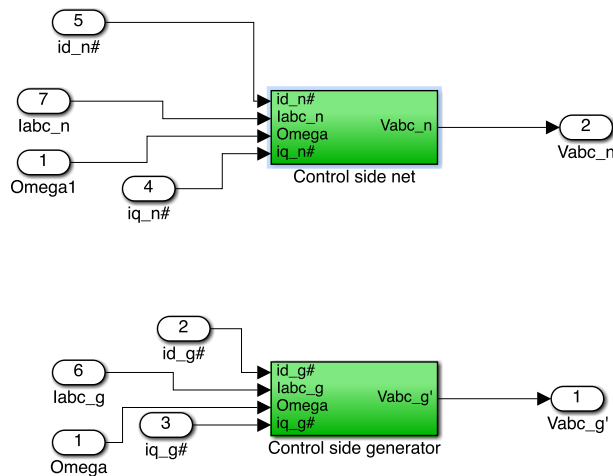 5
id_n#
7
Iabc_n
1
Omega1
4
iq_n#
id_n#
Iabc_n
Omega
iq_n#
Vabc_n
Control side net
2
Vabc_n
2
id_g#
6
Iabc_g
1
Omega
3
iq_g#
id_g#
Iabc_g
Omega
iq_g#
Vabc_g'
Control side generator
1
Vabc_g'